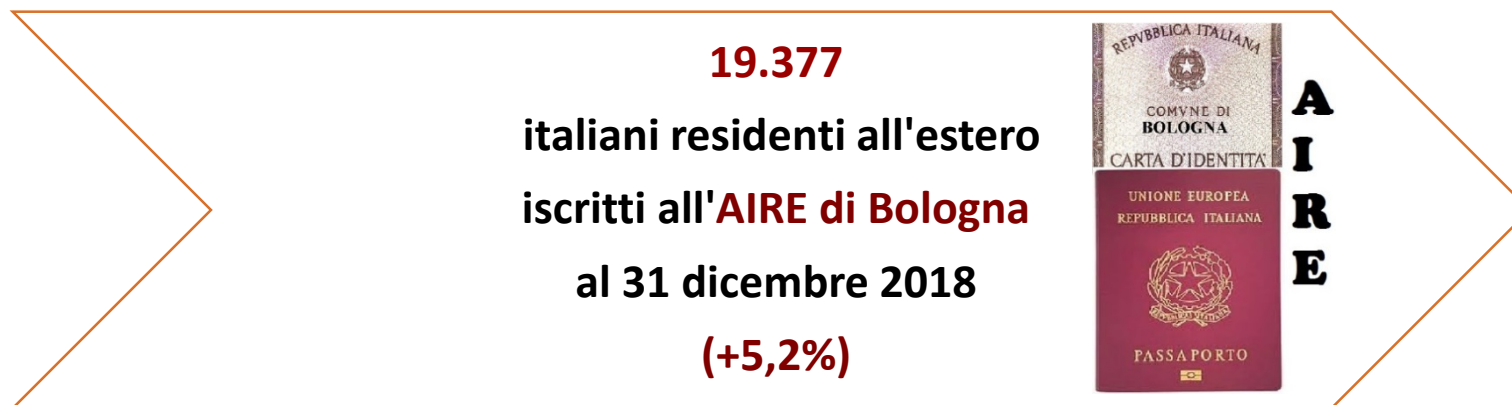 19.377
italiani residenti all'estero
iscritti all'AIRE di Bologna
al 31 dicembre 2018
(+5,2%)
REPVBBLICA ITALIANA
COMVNE DI
BOLOGNA
CARTA D'IDENTITA'
UNIONE EUROPEA
REPUBBLICA ITALIANA
PASSAPORTO
A
I
R
E